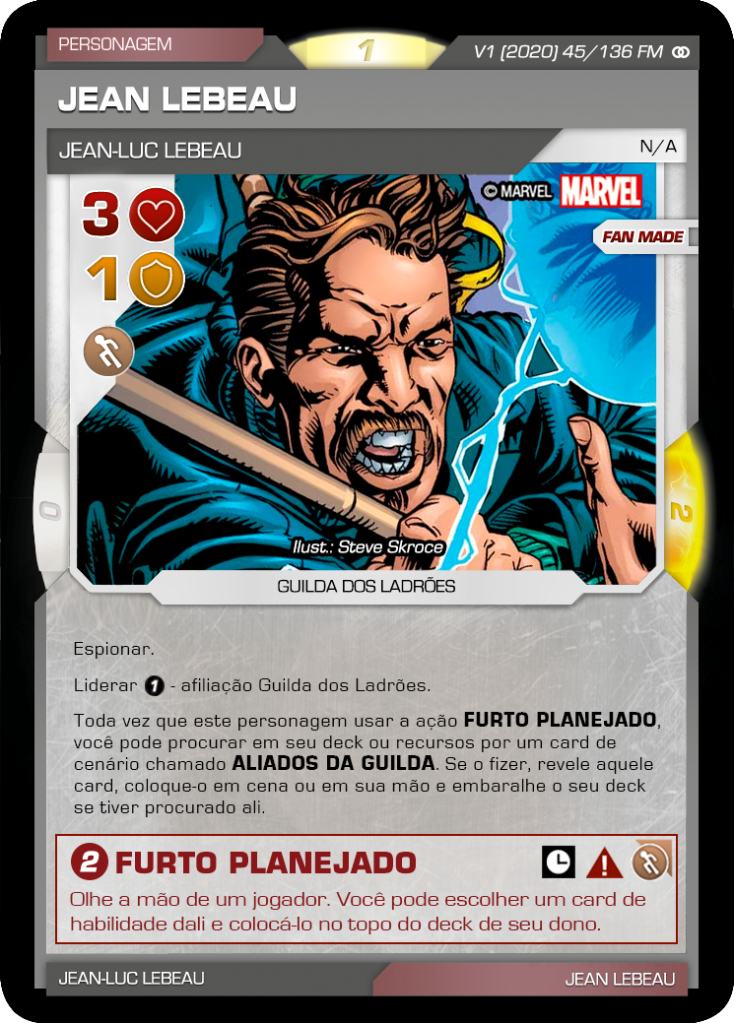 PERSONAGEM
1
V1 (2020) 45/136 FM
JEAN LEBEAU
JEAN-LUC LEBEAU
N/A
© MARVEL MARVEL
3
FAN MADE
1
0
2
Ilust.: Steve Skroce
GUILDA DOS LADRÕES
Espionar.
Liderar 1 - afiliação Guilda dos Ladrões.
Toda vez que este personagem usar a ação FURTO PLANEJADO,
você pode procurar em seu deck ou recursos por um card de
cenário chamado ALIADOS DA GUILDA. Se o fizer, revele aquele
card, coloque-o em cena ou em sua mão e embaralhe o seu deck
se tiver procurado ali.
2 FURTO PLANEJADO
Olhe a mão de um jogador. Você pode escolher um card de
habilidade dali e colocá-lo no topo do deck de seu dono.
JEAN-LUC LEBEAU
JEAN LEBEAU